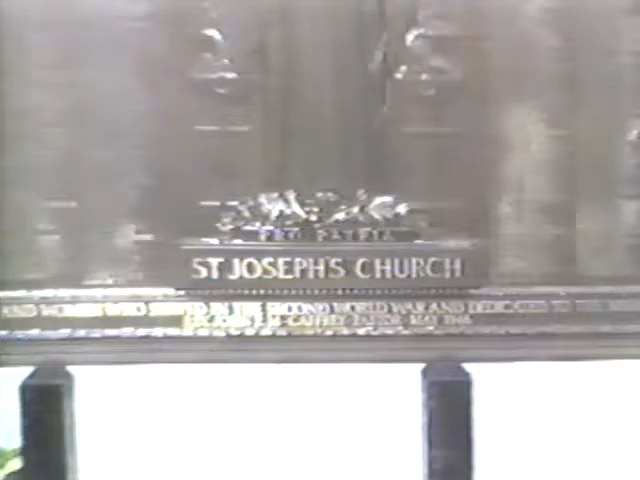 PRO PATRIA
ST JOSEPH'S CHURCH
AND WOMEN WHO SERVED IN THE SECOND WORLD WAR AND DEDICATED TO THE
MAY 1946